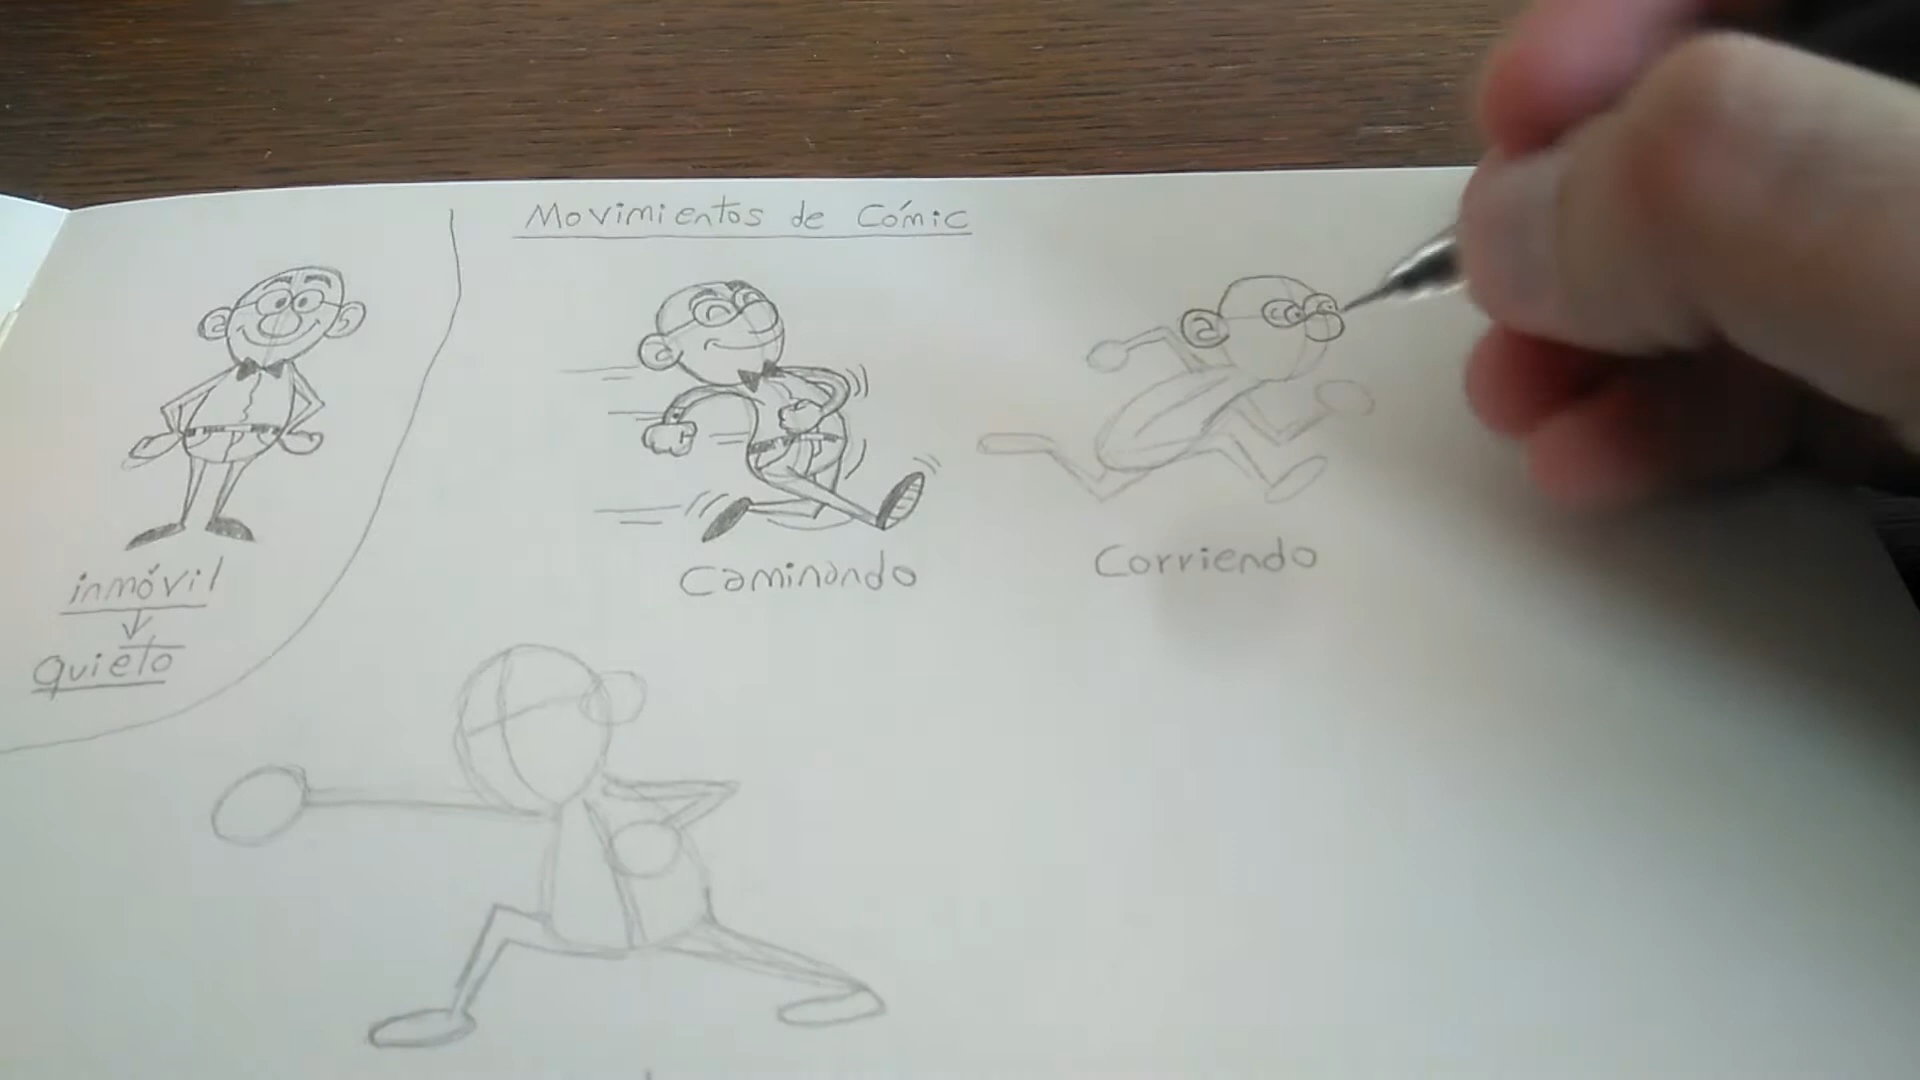 Movimientos de Cómic
inmóvil
quieto
Caminando
Corriendo